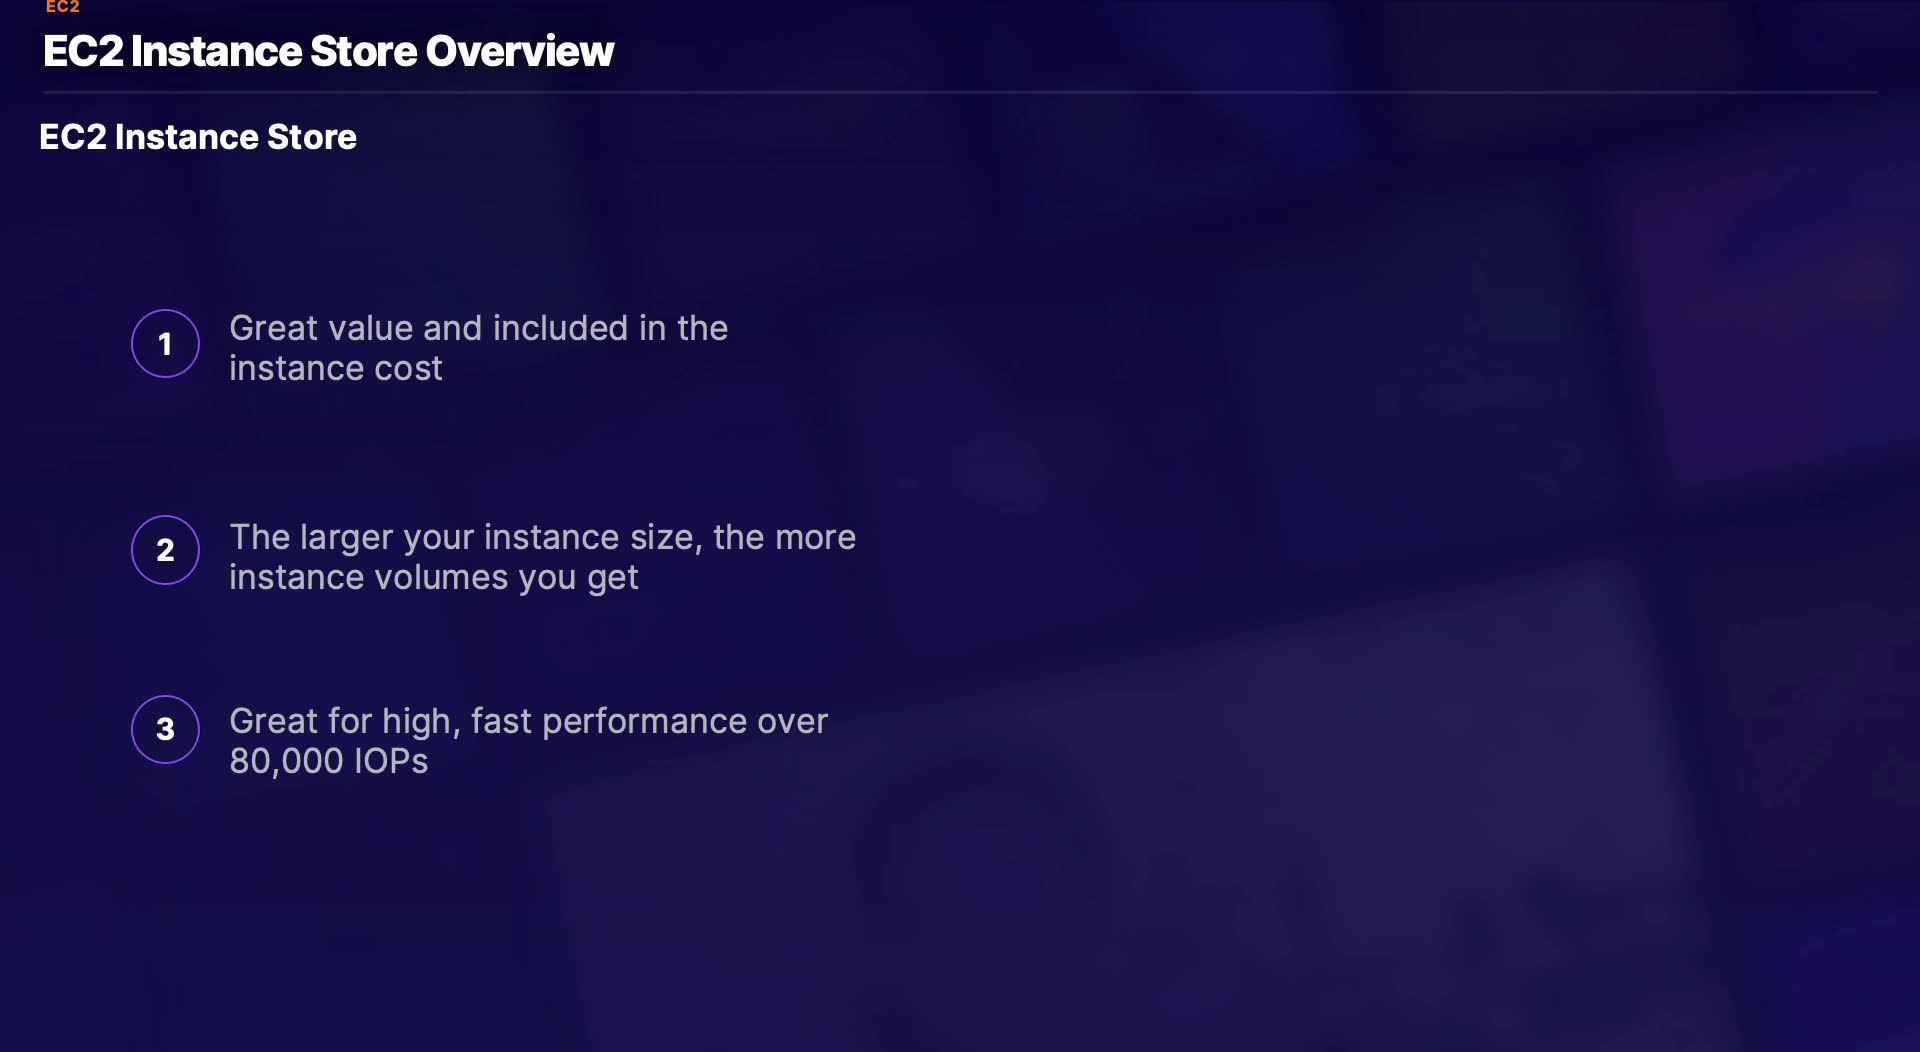 EC2
EC2 Instance Store Overview
EC2 Instance Store
1
Great value and included in the
instance cost
2
The larger your instance size, the more
instance volumes you get
3
Great for high, fast performance over
80,000 IOPs